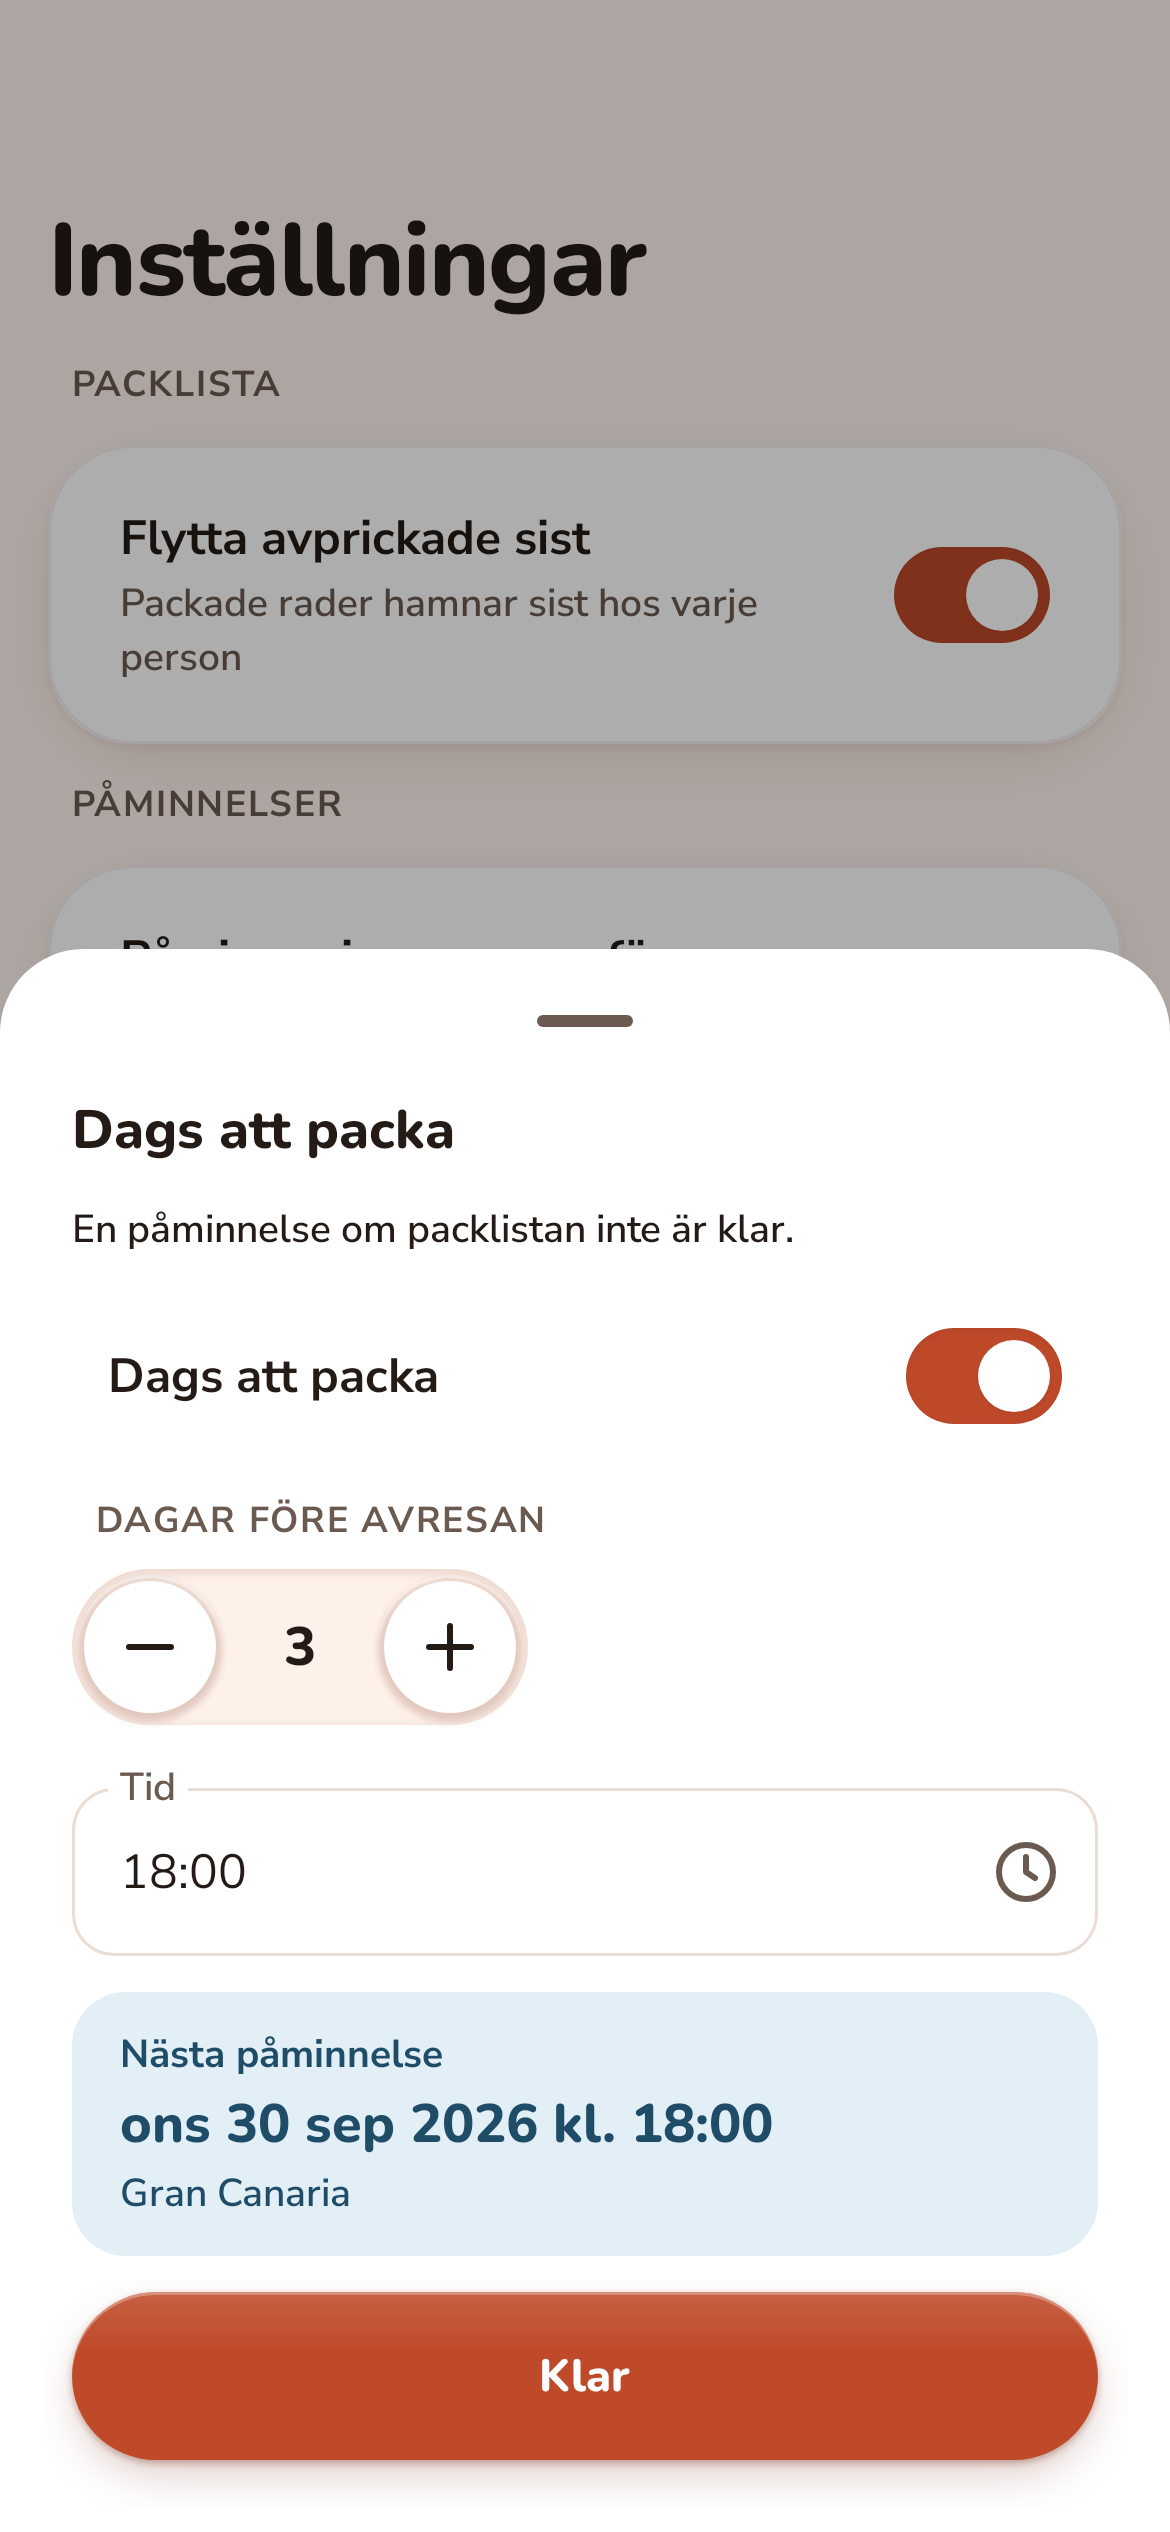 Inställningar
PACKLISTA
Flytta avprickade sist
Packade rader hamnar sist hos varje
person
PÅMINNELSER
Dags att packa
En påminnelse om packlistan inte är klar.
Dags att packa
DAGAR FÖRE AVRESAN
3
Tid
18:00
Nästa påminnelse
ons 30 sep 2026 kl. 18:00
Gran Canaria
Klar